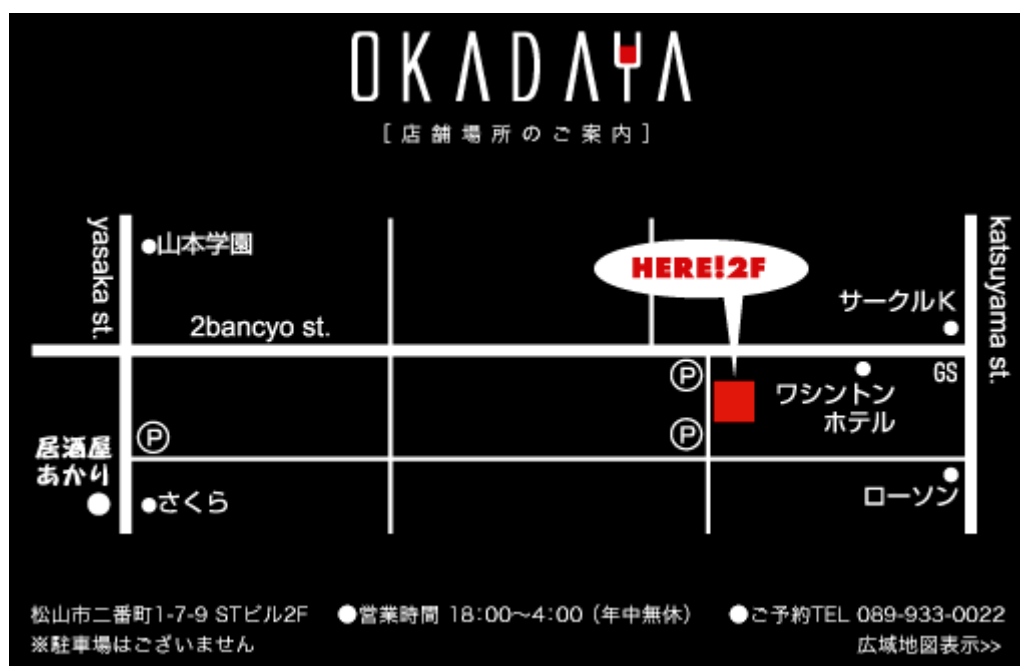 OKADAYA
[店舗場所のご案内]
yasaka st.
山本学園
2bancyo st.
HERE!2F
サークルK
katsuyama st.
P
ワシントン
ホテル
GS
P
P
居酒屋
あかり
さくら
ローソン
松山市二番町1-7-9 STビル2F ●営業時間 18:00〜4:00（年中無休） ●ご予約TEL 089-933-0022
※駐車場はございません 広域地図表示>>